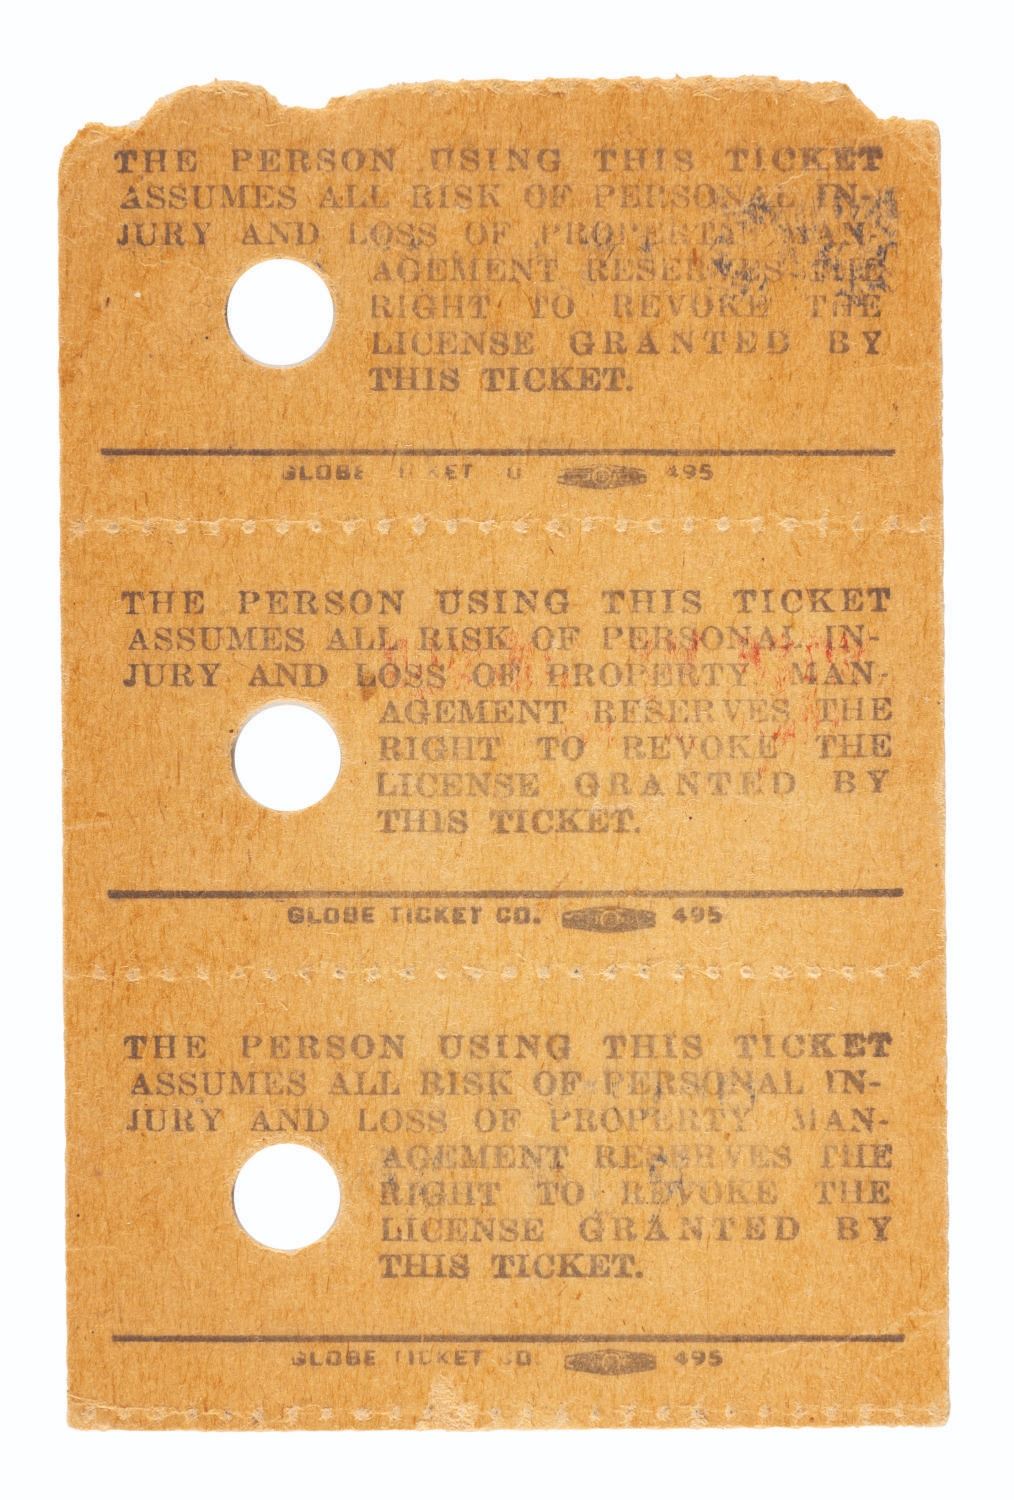 THE PERSON USING THIS TICKET
ASSUMES ALL RISK OF PERSONAL IN-
JURY AND LOSS OF PROPERTY. MAN-
AGEMENT RESERVES THE
RIGHT TO REVOKE THE
LICENSE GRANTED BY
THIS TICKET.
GLOBE TICKET CO. 495
THE PERSON USING THIS TICKET
ASSUMES ALL RISK OF PERSONAL IN-
JURY AND LOSS OF PROPERTY. MAN-
AGEMENT RESERVES THE
RIGHT TO REVOKE THE
LICENSE GRANTED BY
THIS TICKET.
GLOBE TICKET CO. 495
THE PERSON USING THIS TICKET
ASSUMES ALL RISK OF PERSONAL IN-
JURY AND LOSS OF PROPERTY. MAN-
AGEMENT RESERVES THE
RIGHT TO REVOKE THE
LICENSE GRANTED BY
THIS TICKET.
GLOBE TICKET CO. 495